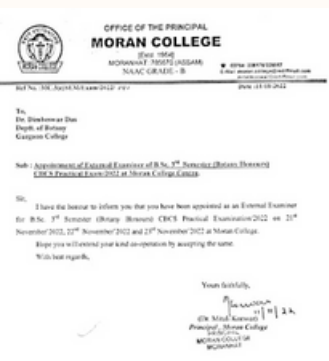 OFFICE OF THE PRINCIPAL
MORAN COLLEGE
(Estd. 1964)
MORANHAT : 785670 (ASSAM)
NAAC GRADE - B
To,
Dr. Dimbeswar Das
Deptt. of Botany
Gargaon College
Sub : Appointment of External Examiner of B.Sc. 5th Semester (Botany Honours)
CBCS Practical Exam/2022 at Moran College Centre.
Sir,
I have the honour to inform you that you have been appointed as an External Examiner
for B.Sc. 5th Semester (Botany Honours) CBCS Practical Examination'2022 on 21st
November'2022, 22nd November'2022 and 23rd November'2022 at Moran College.
Hope you will extend your kind co-operation by accepting the same.
With best regards,
Yours faithfully,
Principal, Moran College
PRINCIPAL
MORAN COLLEGE
MORANHAT